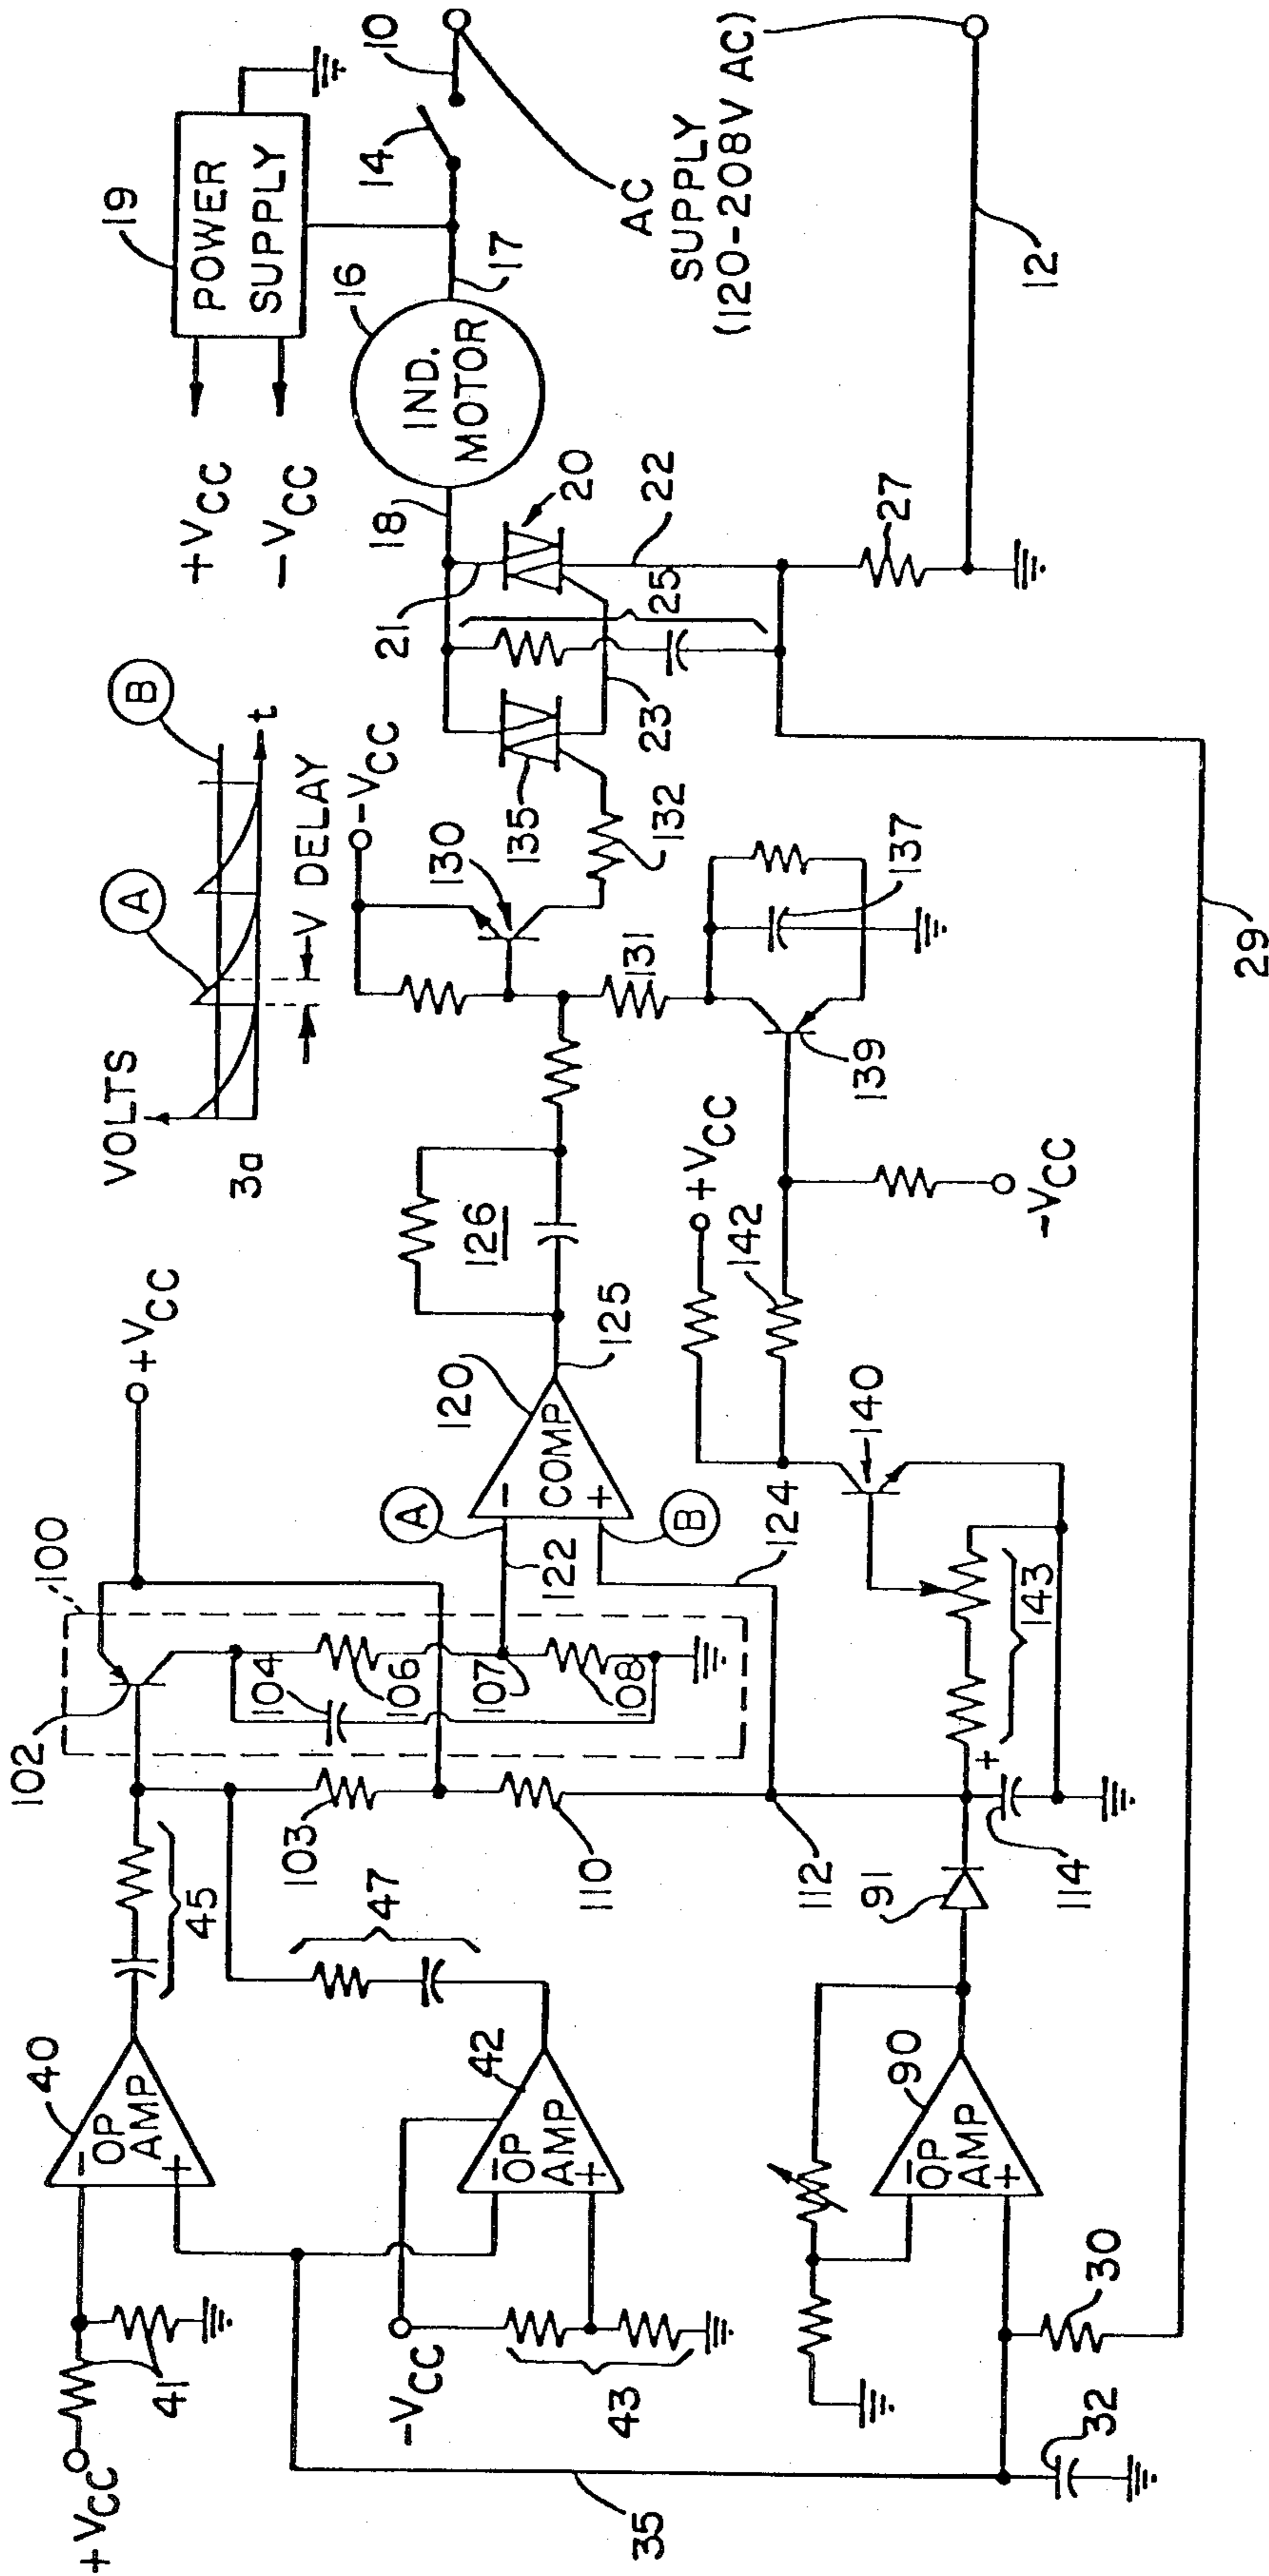 19
POWER
SUPPLY
+VCC
-VCC
16
IND.
MOTOR
14
10
17
18
AC
SUPPLY
(120-208V AC)
12
20
21
22
25
27
23
29
135
132
130
-VCC
131
137
139
VOLTS
3a
A
B
t
V DELAY
+VCC
100
102
103
104
106
107
108
110
112
114
120
COMP
-
+
A
B
122
124
125
126
+VCC
142
140
143
-VCC
+
91
40
OP
AMP
-
+
45
47
41
+VCC
42
OP
AMP
-
+
43
-VCC
90
OP
AMP
-
+
30
32
35